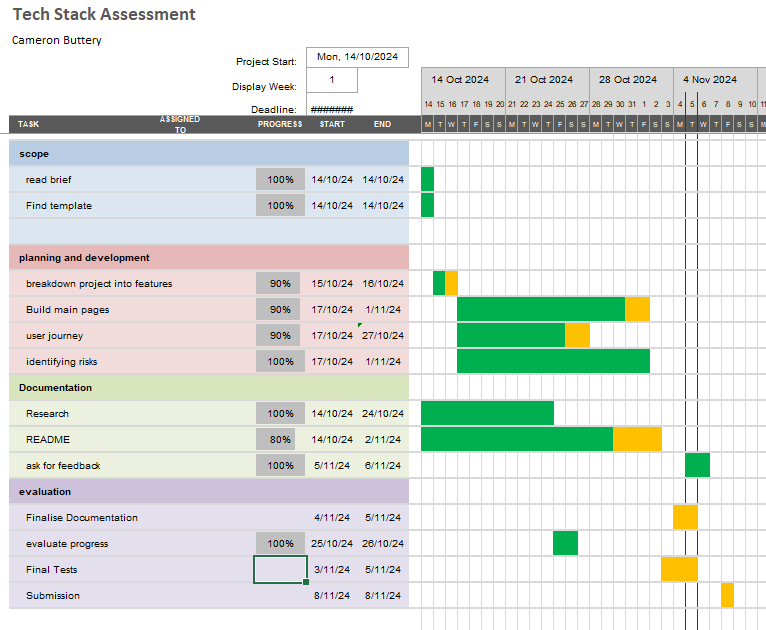 Tech Stack Assessment
Cameron Buttery
Project Start: Mon, 14/10/2024
Display Week: 1
Deadline: #######
14 Oct 2024 21 Oct 2024 28 Oct 2024 4 Nov 2024
14 15 16 17 18 19 20 21 22 23 24 25 26 27 28 29 30 31 1 2 3 4 5 6 7 8 9 10 11
TASK ASSIGNED TO PROGRESS START END M T W T F S S M T W T F S S M T W T F S S M T W T F S S M
scope
read brief 100% 14/10/24 14/10/24
Find template 100% 14/10/24 14/10/24
planning and development
breakdown project into features 90% 15/10/24 16/10/24
Build main pages 90% 17/10/24 1/11/24
user journey 90% 17/10/24 27/10/24
identifying risks 100% 17/10/24 1/11/24
Documentation
Research 100% 14/10/24 24/10/24
README 80% 14/10/24 2/11/24
ask for feedback 100% 5/11/24 6/11/24
evaluation
Finalise Documentation 4/11/24 5/11/24
evaluate progress 100% 25/10/24 26/10/24
Final Tests 3/11/24 5/11/24
Submission 8/11/24 8/11/24